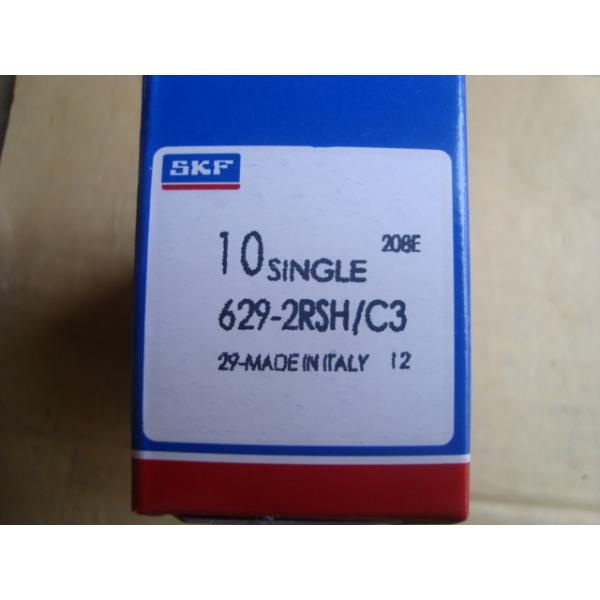 SKF
208E
10 SINGLE
629-2RSH/C3
29-MADE IN ITALY 12